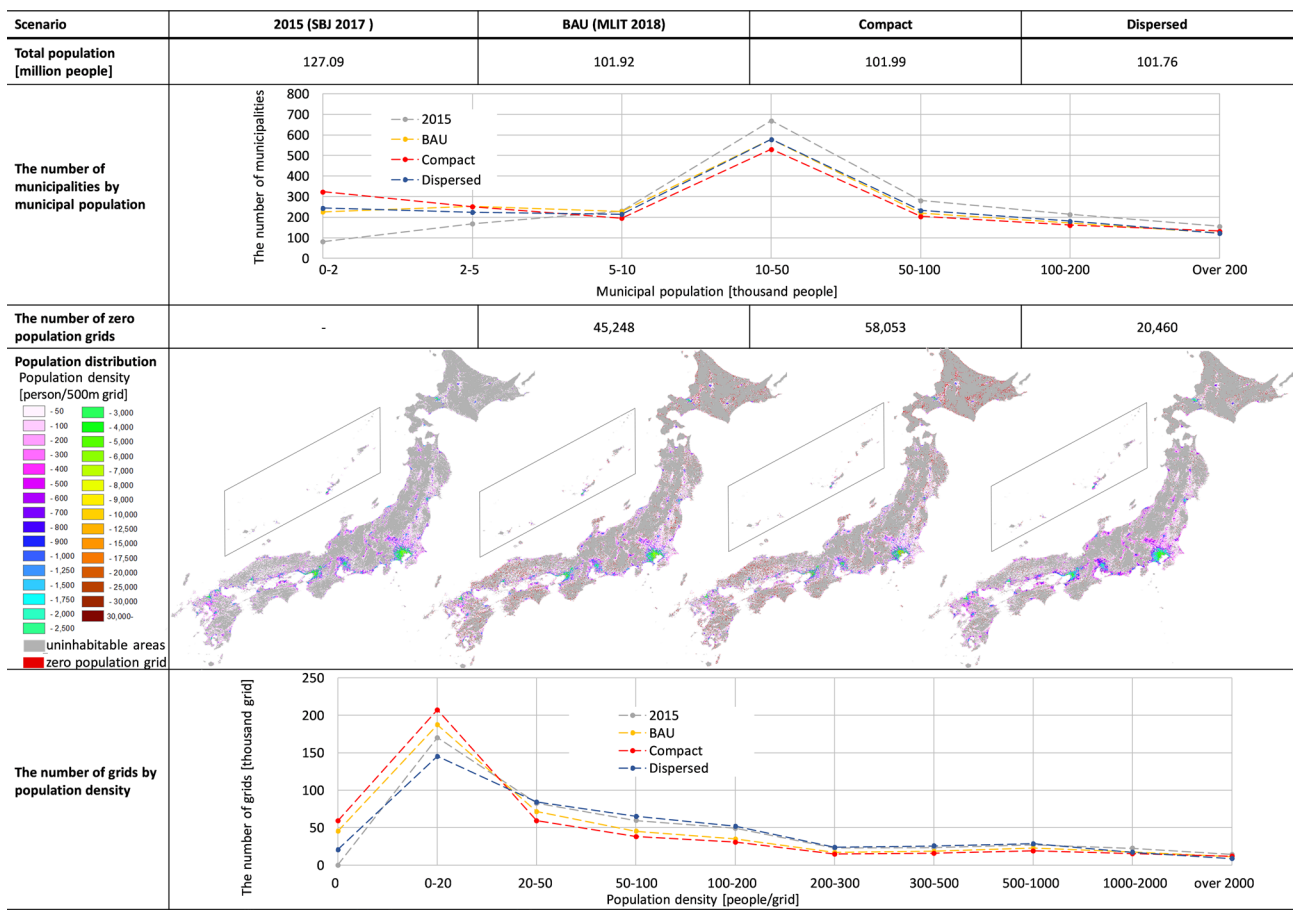 Scenario 2015 (SBJ 2017 ) BAU (MLIT 2018) Compact Dispersed
Total population
[million people]
127.09 101.92 101.99 101.76
The number of
municipalities by
municipal population
The number of municipalities
800
700
600
500
400
300
200
100
0
2015
BAU
Compact
Dispersed
0-2 2-5 5-10 10-50 50-100 100-200 Over 200
Municipal population [thousand people]
The number of zero
population grids
- 45,248 58,053 20,460
Population distribution
Population density
[person/500m grid]
- 50 - 3,000
- 100 - 4,000
- 200 - 5,000
- 300 - 6,000
- 400 - 7,000
- 500 - 8,000
- 600 - 9,000
- 700 - 10,000
- 800 - 12,500
- 900 - 15,000
- 1,000 - 17,500
- 1,250 - 20,000
- 1,500 - 25,000
- 1,750 - 30,000
- 2,000 30,000-
- 2,500
uninhabitable areas
zero population grid
The number of grids by
population density
The number of grids [thousand grid]
250
200
150
100
50
0
2015
BAU
Compact
Dispersed
0 0-20 20-50 50-100 100-200 200-300 300-500 500-1000 1000-2000 over 2000
Population density [people/grid]